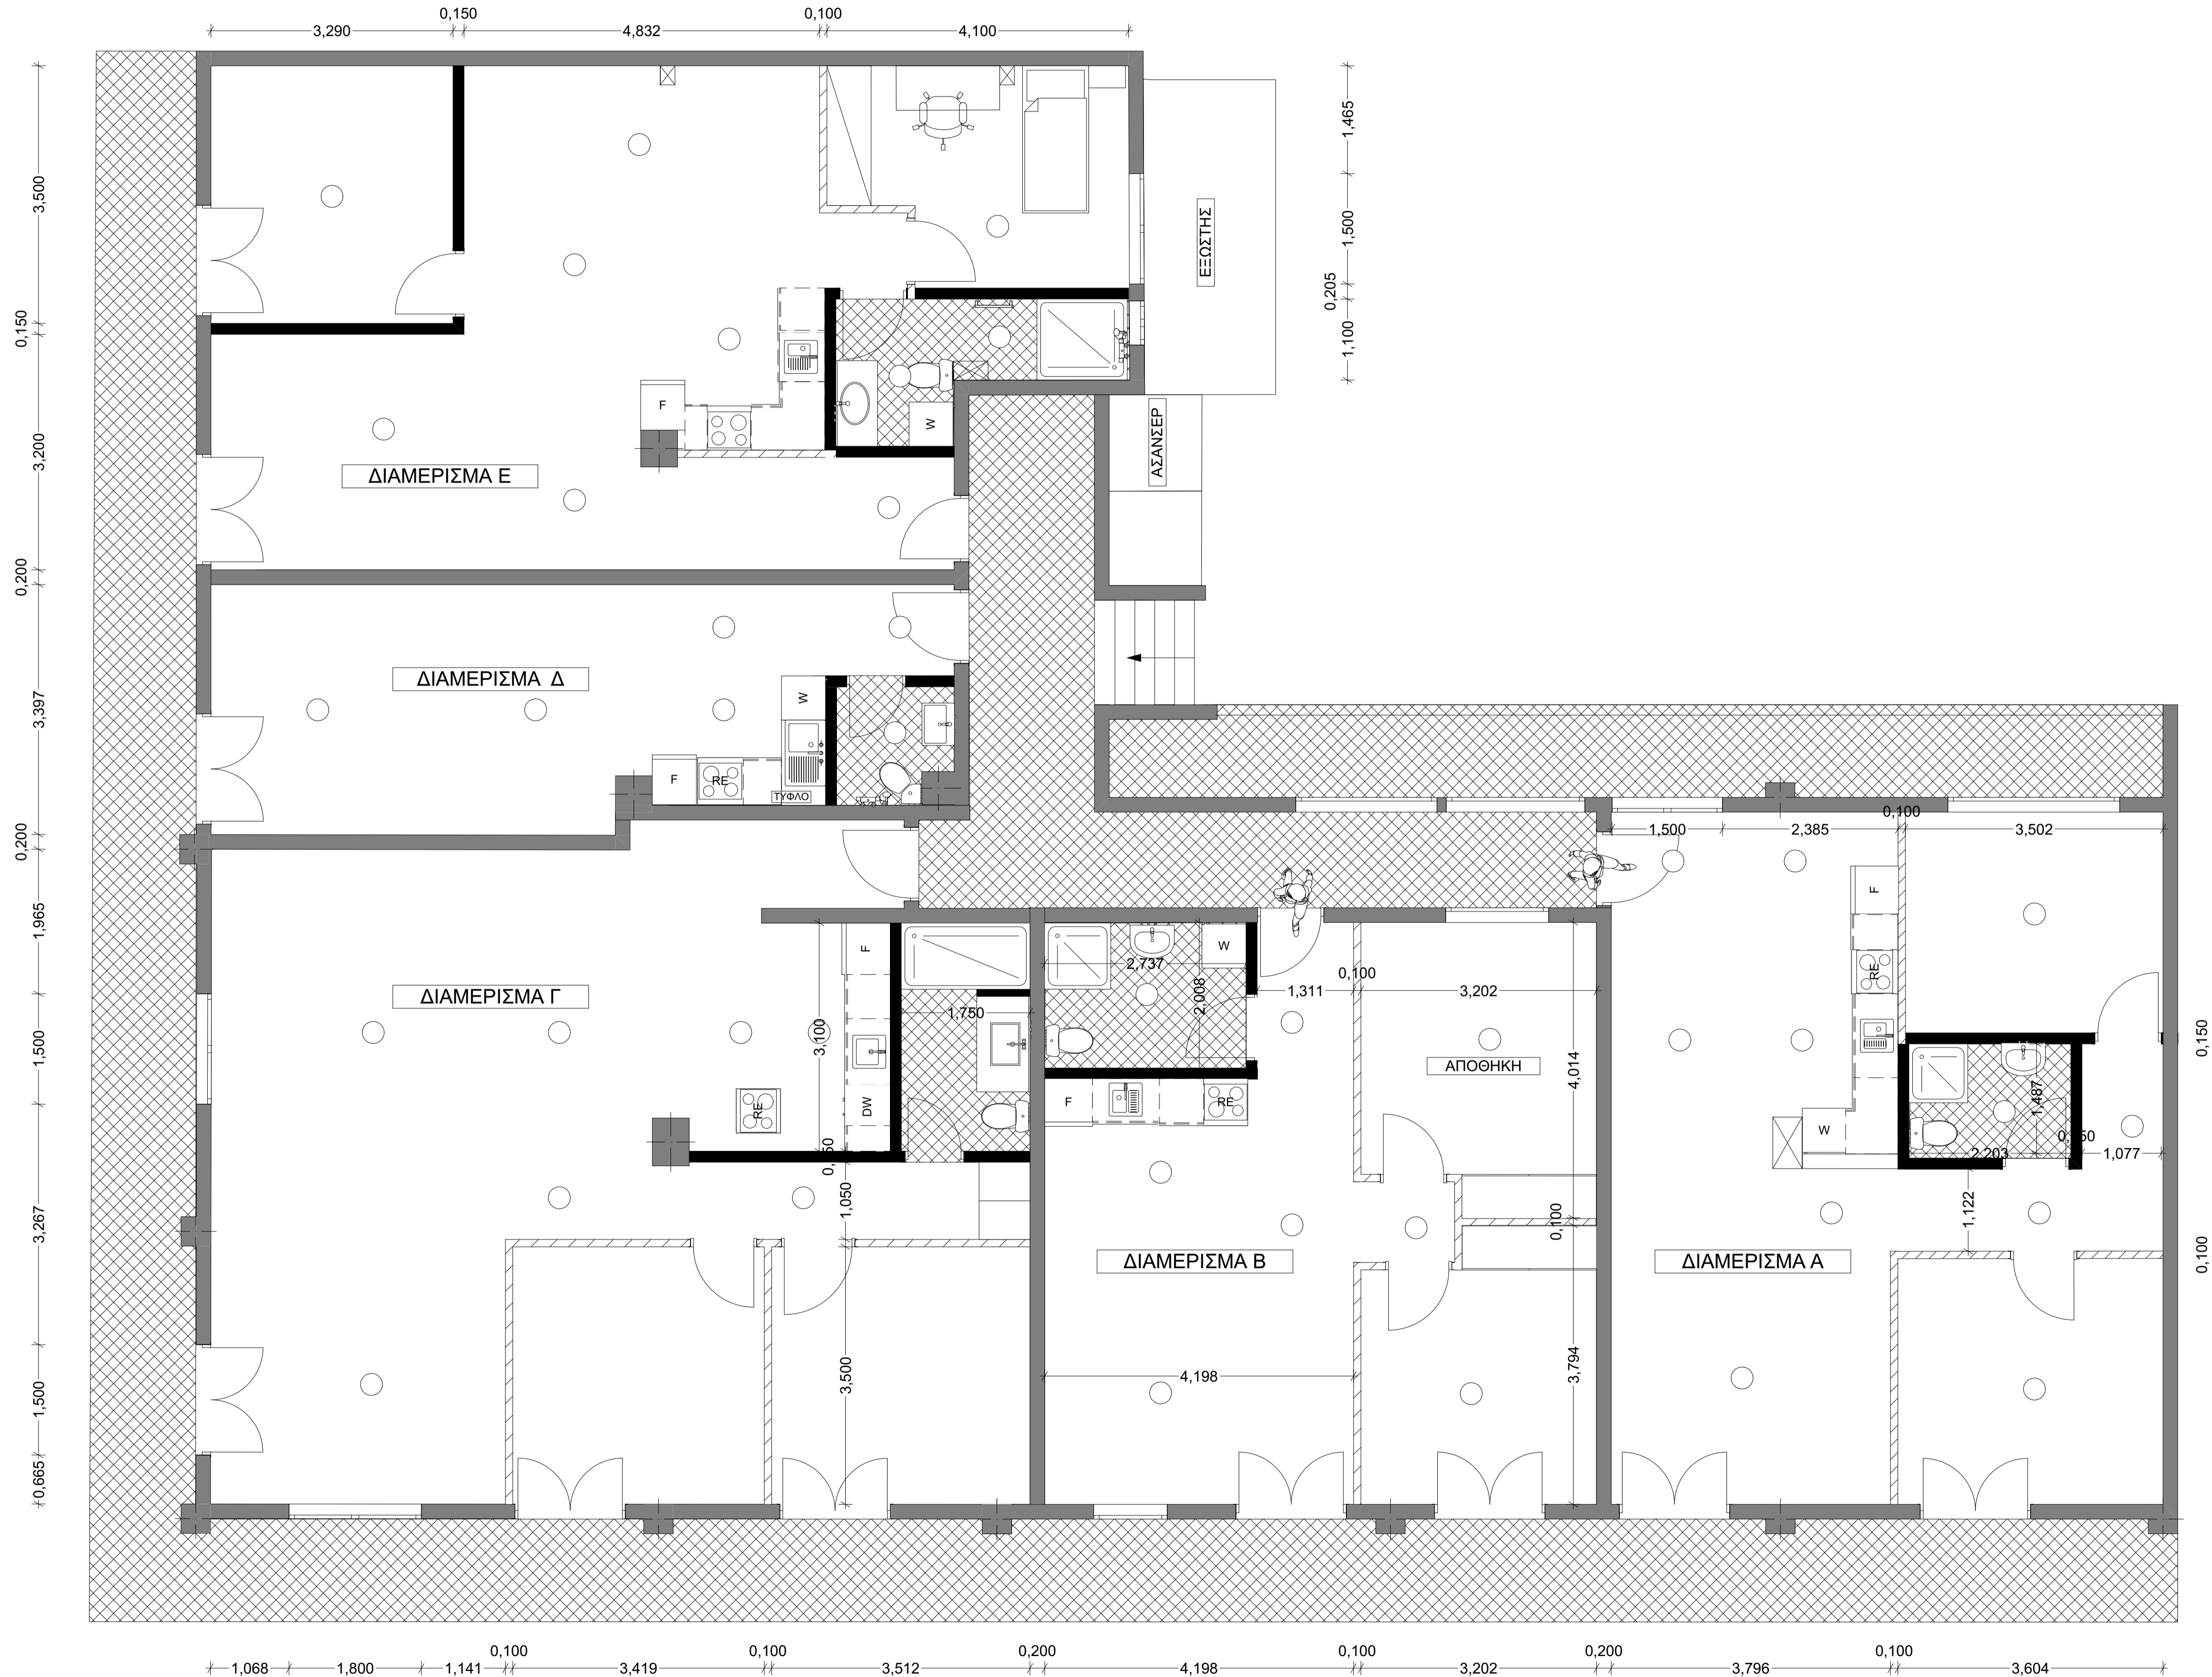 0,150 0,100
3,290 4,832 4,100
3,500
0,150
3,200
0,200
3,397
0,200
1,965
1,500
3,267
1,500
0,665
1,465
1,500
0,205
1,100
ΕΞΩΣΤΗΣ
ΑΣΑΝΣΕΡ
F
W
ΔΙΑΜΕΡΙΣΜΑ Ε
ΔΙΑΜΕΡΙΣΜΑ Δ
W
F
RE
ΤΥΦΛΟ
ΔΙΑΜΕΡΙΣΜΑ Γ
F
3,100
1,750
RE
DW
1,050
3,500
W
2,737
2,008
0,100
1,311 3,202
ΑΠΟΘΗΚΗ
4,014
F
RE
0,100
ΔΙΑΜΕΡΙΣΜΑ Β
4,198
3,794
0,100
1,500 2,385 3,502
F
RE
W
1,487
2,203 1,077
1,122
ΔΙΑΜΕΡΙΣΜΑ Α
0,150
0,100
0,100 0,100 0,200 0,100 0,200 0,100
1,068 1,800 1,141 3,419 3,512 4,198 3,202 3,796 3,604